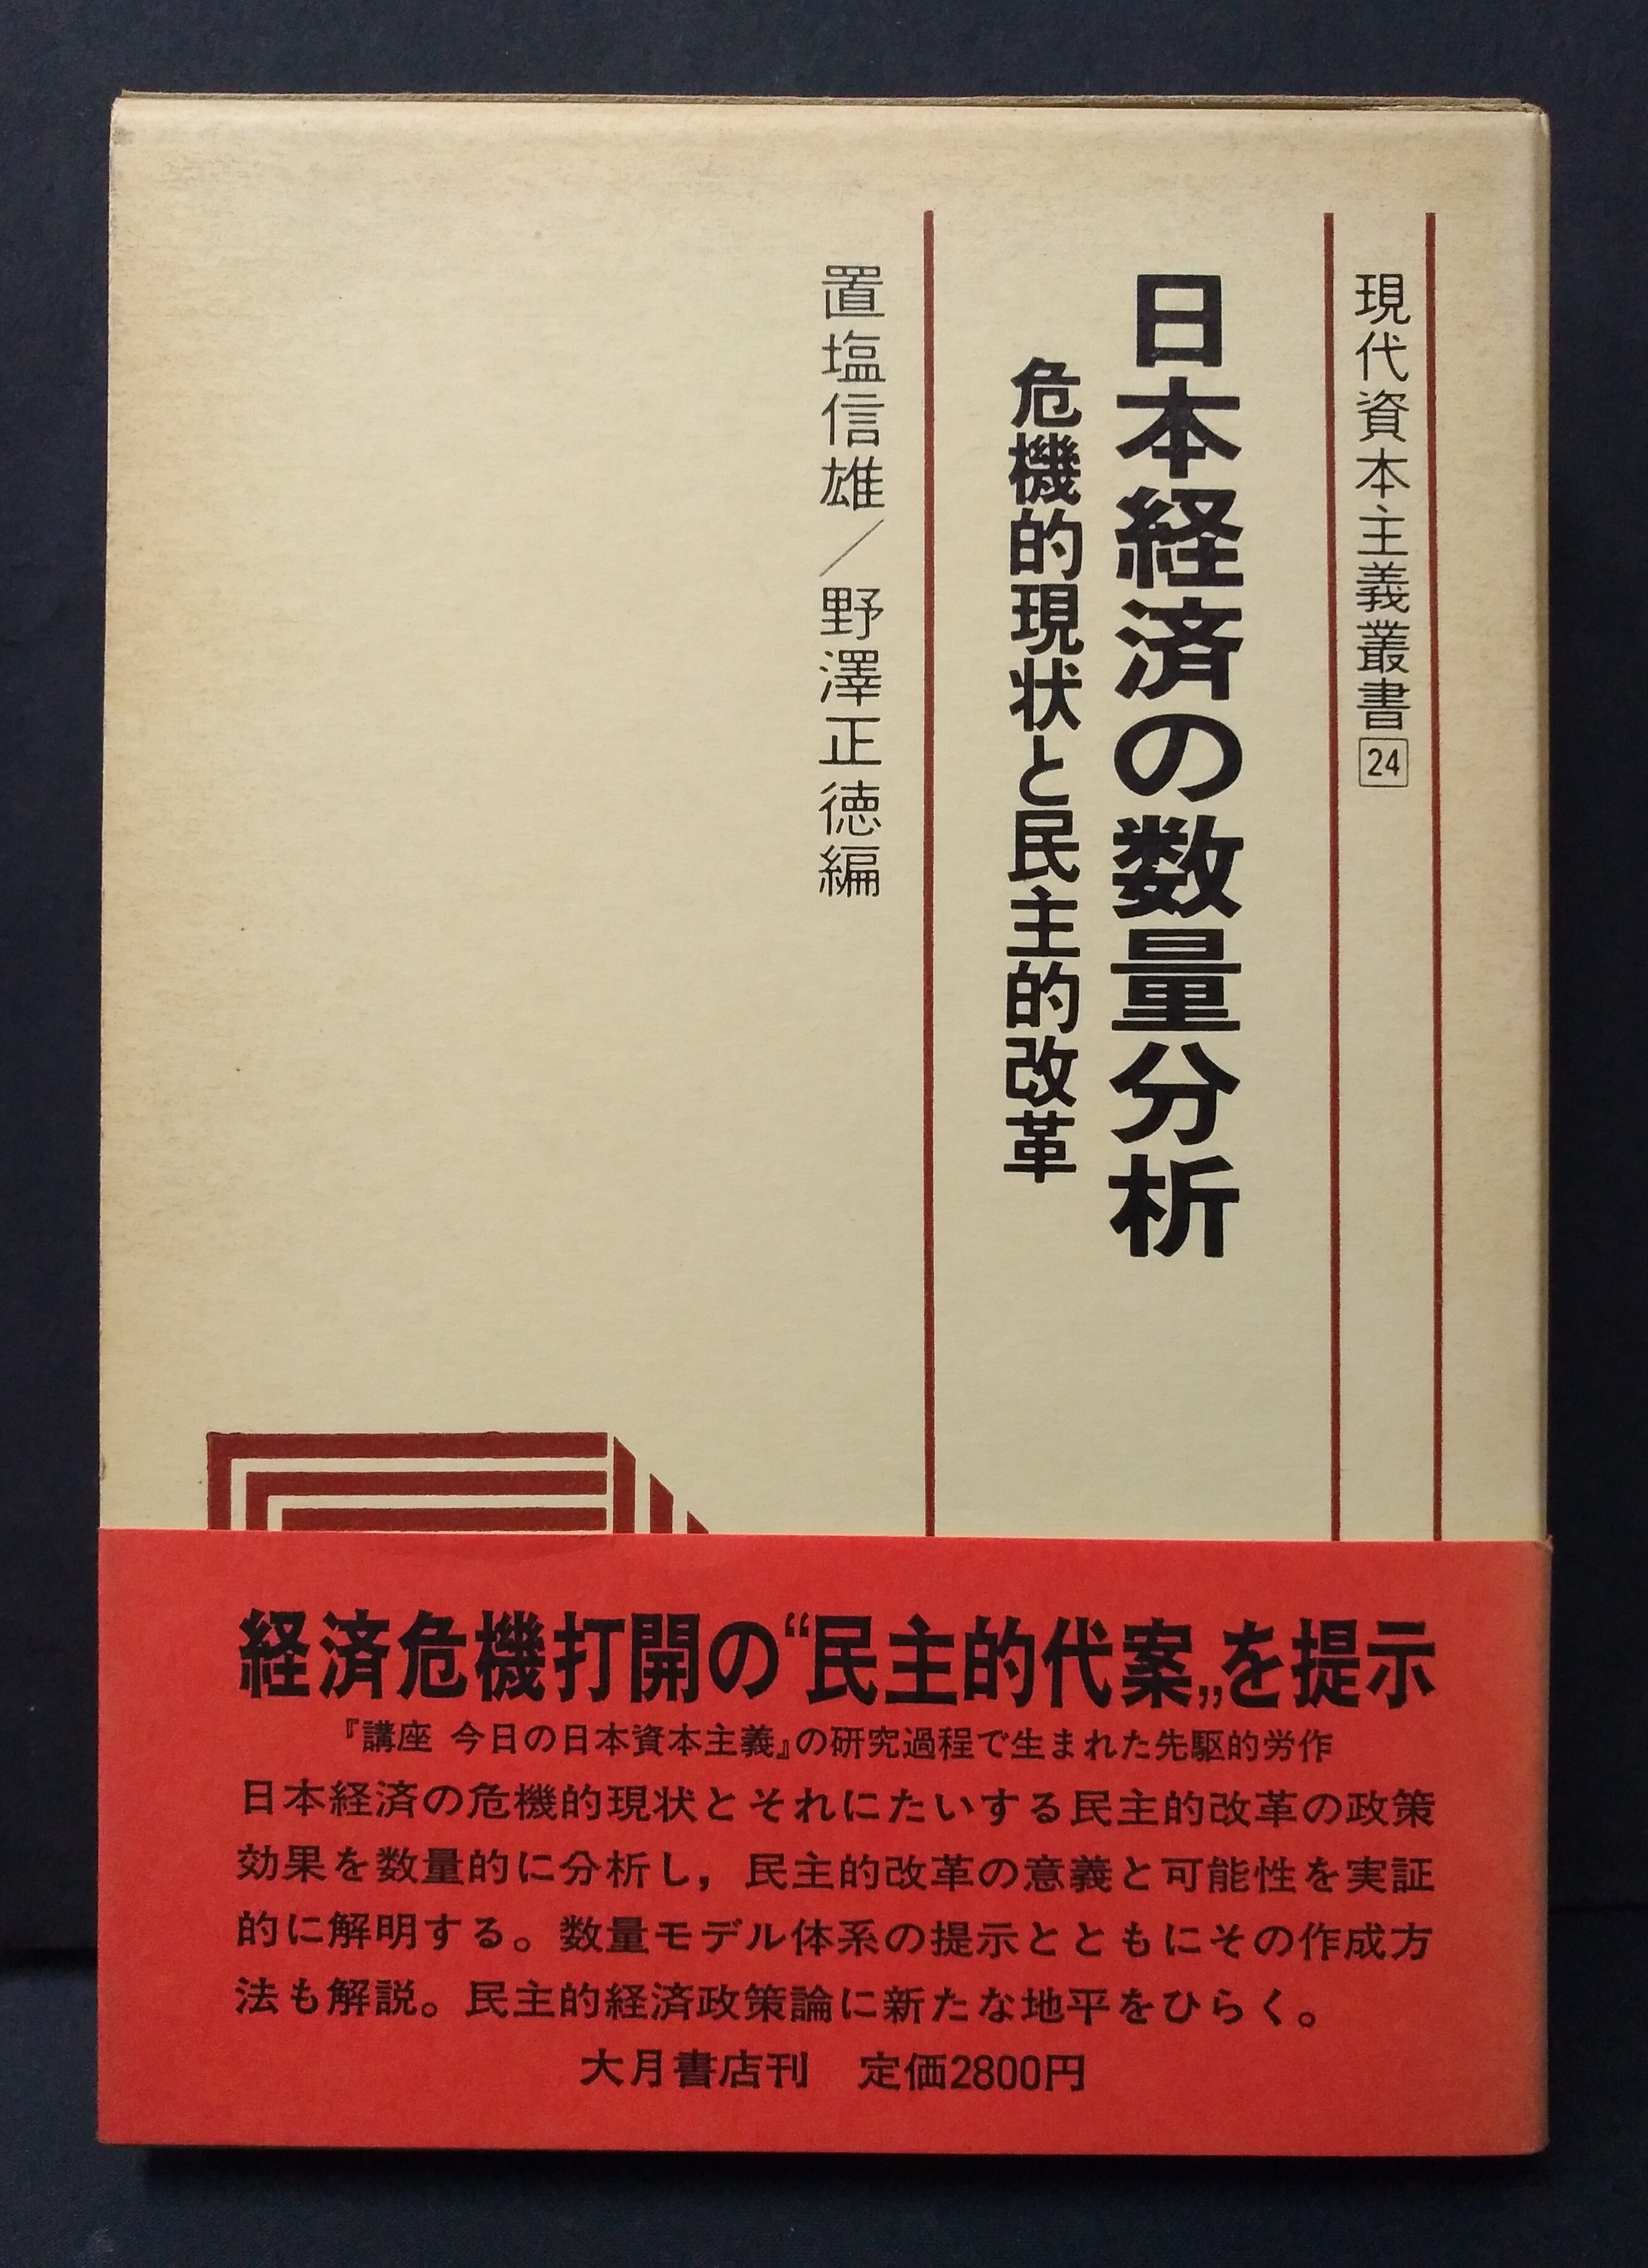 現代資本主義叢書24
日本経済の数量分析
危機的現状と民主的改革
置塩信雄／野澤正徳編
経済危機打開の“民主的代案„を提示
『講座 今日の日本資本主義』の研究過程で生まれた先駆的労作
日本経済の危機的現状とそれにたいする民主的改革の政策
効果を数量的に分析し，民主的改革の意義と可能性を実証
的に解明する。数量モデル体系の提示とともにその作成方
法も解説。民主的経済政策論に新たな地平をひらく。
大月書店刊　定価2800円